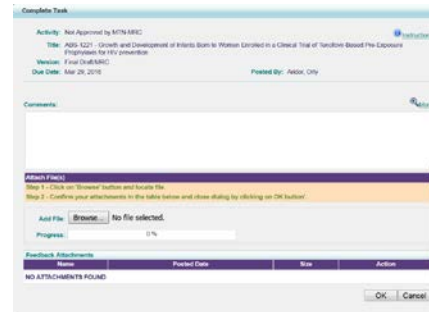 Complete Task
Activity: Not Approved by MTN-MRC
Instructions
Title: ABS-1221 - Growth and Development of Infants Born to Women Enrolled in a Clinical Trial of Tenofovir-Based Pre-Exposure
Prophylaxis for HIV prevention
Version: Final Draft/MRC
Due Date: Mar 29, 2016 Posted By:
Comments:
Attach File(s)
Step 1 - Click on 'Browse' button and locate file.
Step 2 - Confirm your attachments in the table below and close dialog by clicking on OK button'.
Add File: Browse... No file selected.
Progress: 0 %
Feedback Attachments
Name Posted Date Size Action
NO ATTACHMENTS FOUND
OK Cancel